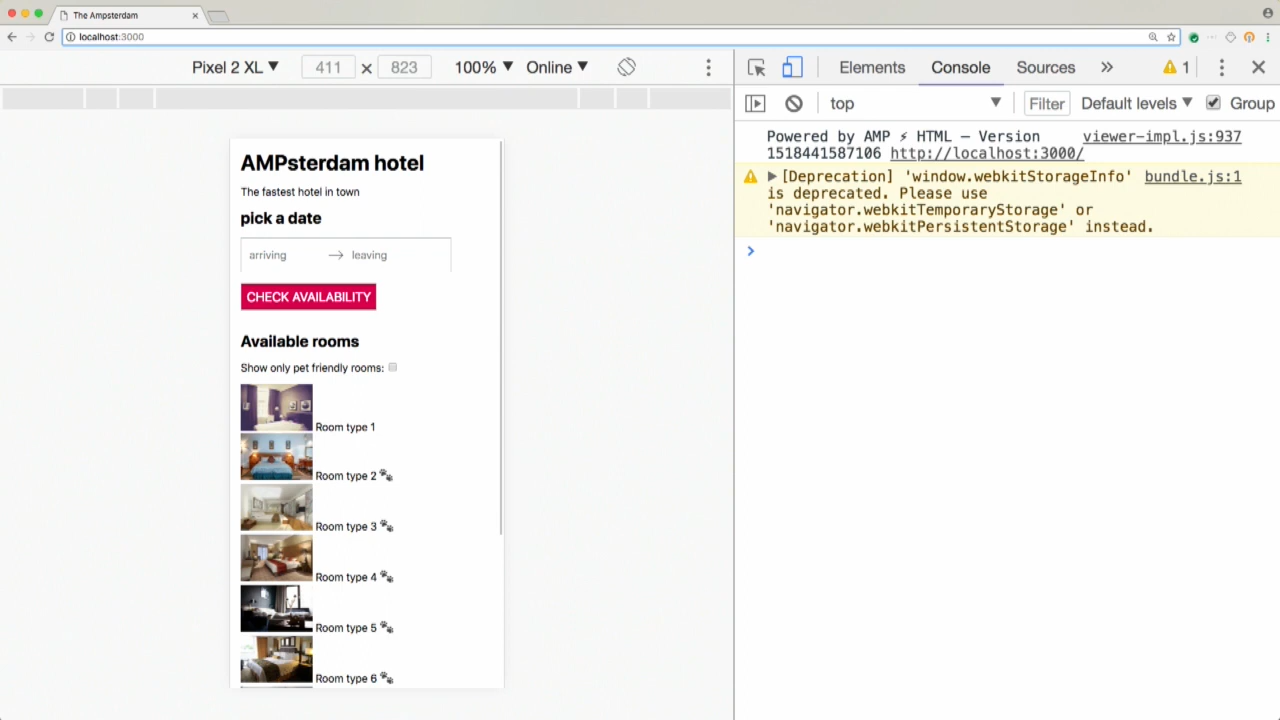 The Ampsterdam
localhost:3000
Pixel 2 XL ▼ 411 × 823 100% ▼ Online ▼
Elements Console Sources » 1
top ▼ Filter Default levels ▼ Group
AMPsterdam hotel
The fastest hotel in town
pick a date
arriving → leaving
CHECK AVAILABILITY
Available rooms
Show only pet friendly rooms:
Room type 1
Room type 2
Room type 3
Room type 4
Room type 5
Room type 6
Powered by AMP ⚡ HTML – Version viewer-impl.js:937
1518441587106 http://localhost:3000/
▶[Deprecation] 'window.webkitStorageInfo' bundle.js:1
is deprecated. Please use
'navigator.webkitTemporaryStorage' or
'navigator.webkitPersistentStorage' instead.